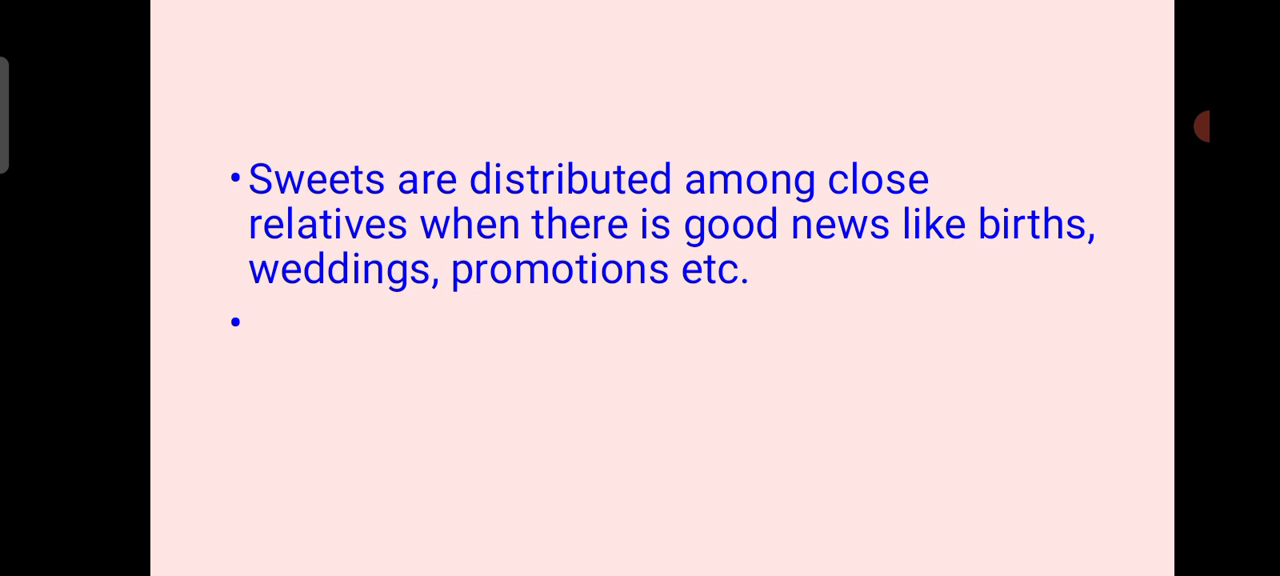 • Sweets are distributed among close
relatives when there is good news like births,
weddings, promotions etc.
•